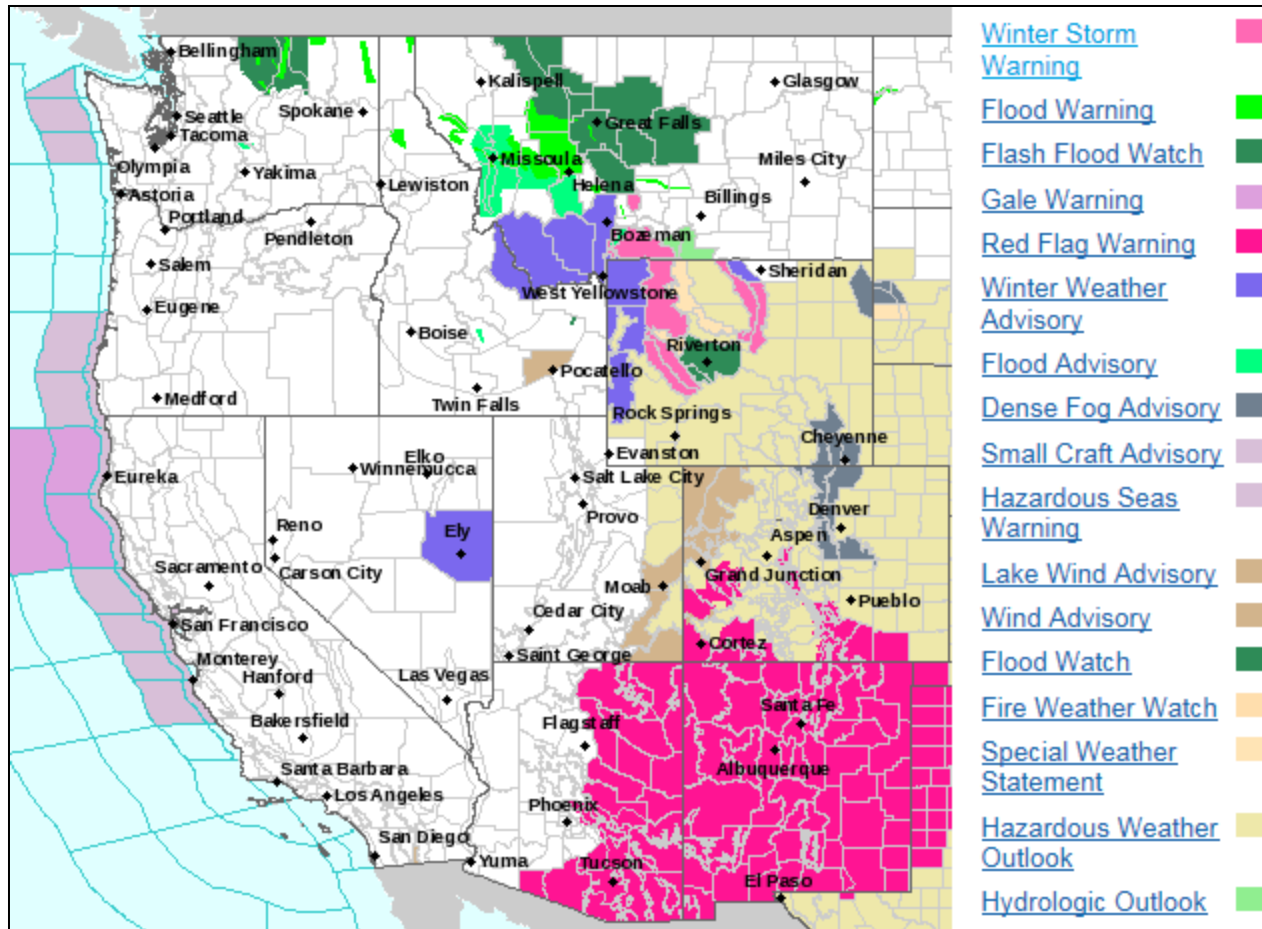 Bellingham
Kalispell
Glasgow
Spokane
Seattle
Great Falls
Tacoma
Olympia
Missoula
Miles City
Yakima
Lewiston
Helena
Astoria
Billings
Portland
Pendleton
Bozeman
Salem
Sheridan
West Yellowstone
Eugene
Boise
Riverton
Pocatello
Medford
Twin Falls
Rock Springs
Cheyenne
Evanston
Elko
Winnemucca
Eureka
Salt Lake City
Provo
Denver
Reno
Ely
Aspen
Carson City
Sacramento
Grand Junction
Moab
Pueblo
Cedar City
San Francisco
Cortez
Saint George
Monterey
Hanford
Las Vegas
Santa Fe
Bakersfield
Flagstaff
Albuquerque
Santa Barbara
Los Angeles
Phoenix
San Diego
Yuma
Tucson
El Paso
Winter Storm
Warning
Flood Warning
Flash Flood Watch
Gale Warning
Red Flag Warning
Winter Weather
Advisory
Flood Advisory
Dense Fog Advisory
Small Craft Advisory
Hazardous Seas
Warning
Lake Wind Advisory
Wind Advisory
Flood Watch
Fire Weather Watch
Special Weather
Statement
Hazardous Weather
Outlook
Hydrologic Outlook